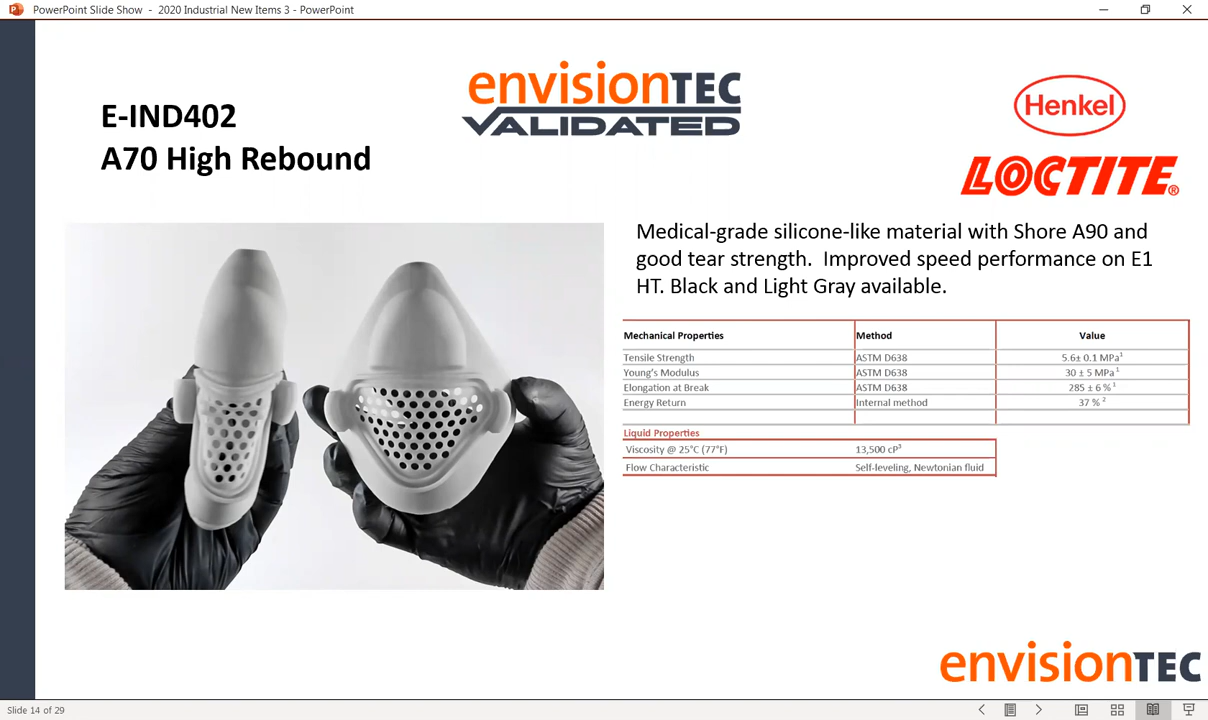 PowerPoint Slide Show - 2020 Industrial New Items 3 - PowerPoint
E-IND402
A70 High Rebound
envisionTEC
VALIDATED
Henkel
LOCTITE®
Medical-grade silicone-like material with Shore A90 and
good tear strength. Improved speed performance on E1
HT. Black and Light Gray available.
Mechanical Properties Method Value
Tensile Strength ASTM D638 5.6± 0.1 MPa¹
Young's Modulus ASTM D638 30 ± 5 MPa ¹
Elongation at Break ASTM D638 285 ± 6 % ¹
Energy Return Internal method 37 % ²
Liquid Properties
Viscosity @ 25°C (77°F) 13,500 cP³
Flow Characteristic Self-leveling, Newtonian fluid
envisionTEC
Slide 14 of 29